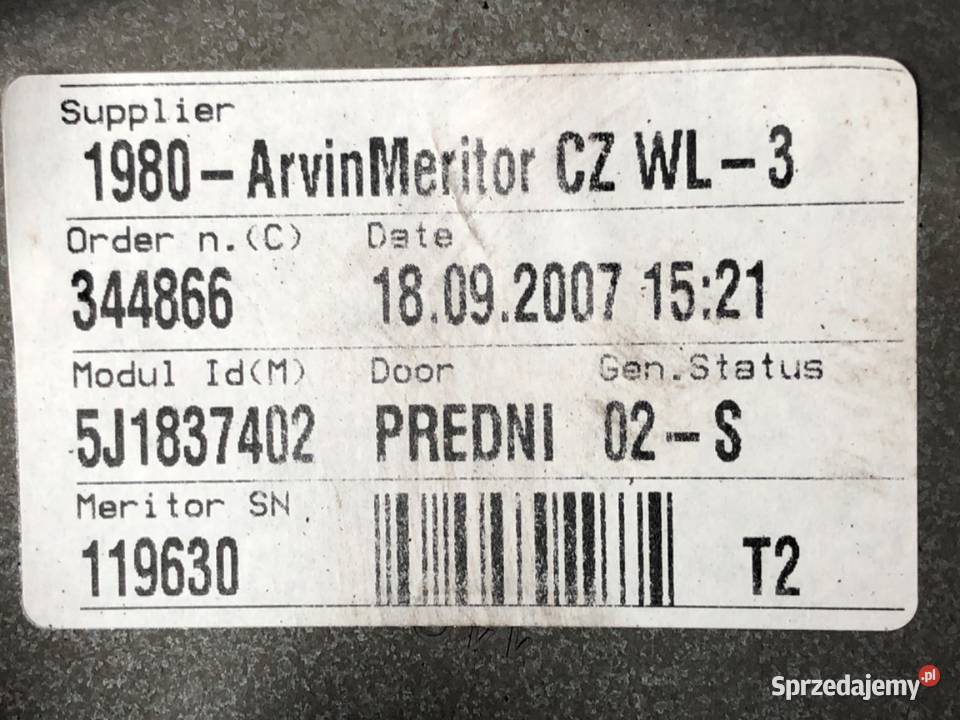 Supplier
1980-ArvinMeritor CZ WL-3
Order n.(C) Date
344866 18.09.2007 15:21
Modul Id(M) Door Gen.Status
5J1837402 PREDNI 02-S
Meritor SN
119630 T2
Sprzedajemy.pl